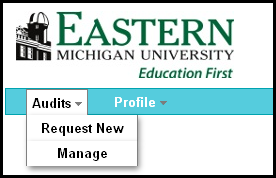 EASTERN
MICHIGAN UNIVERSITY
Education First
Audits Profile
Request New
Manage